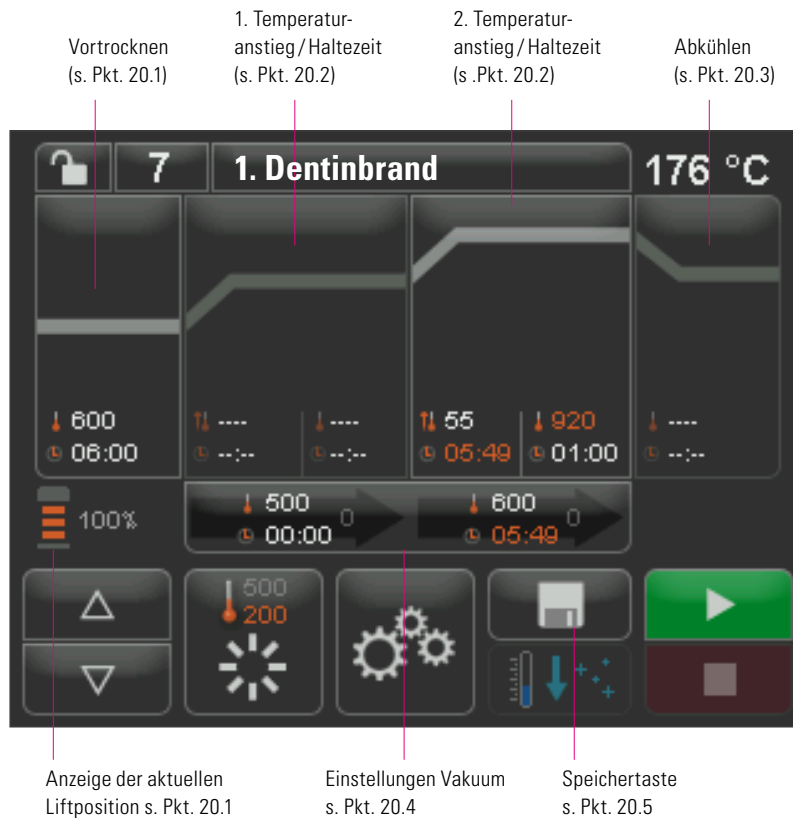 Vortrocknen
(s. Pkt. 20.1)
1. Temperatur-
anstieg / Haltezeit
(s. Pkt. 20.2)
2. Temperatur-
anstieg / Haltezeit
(s .Pkt. 20.2)
Abkühlen
(s. Pkt. 20.3)
7 1. Dentinbrand 176 °C
600
06:00
---- ----
--:-- --:--
55 920
05:49 01:00
----
--:--
100%
500 0
00:00
600 0
05:49
500
200
Anzeige der aktuellen
Liftposition s. Pkt. 20.1
Einstellungen Vakuum
s. Pkt. 20.4
Speichertaste
s. Pkt. 20.5